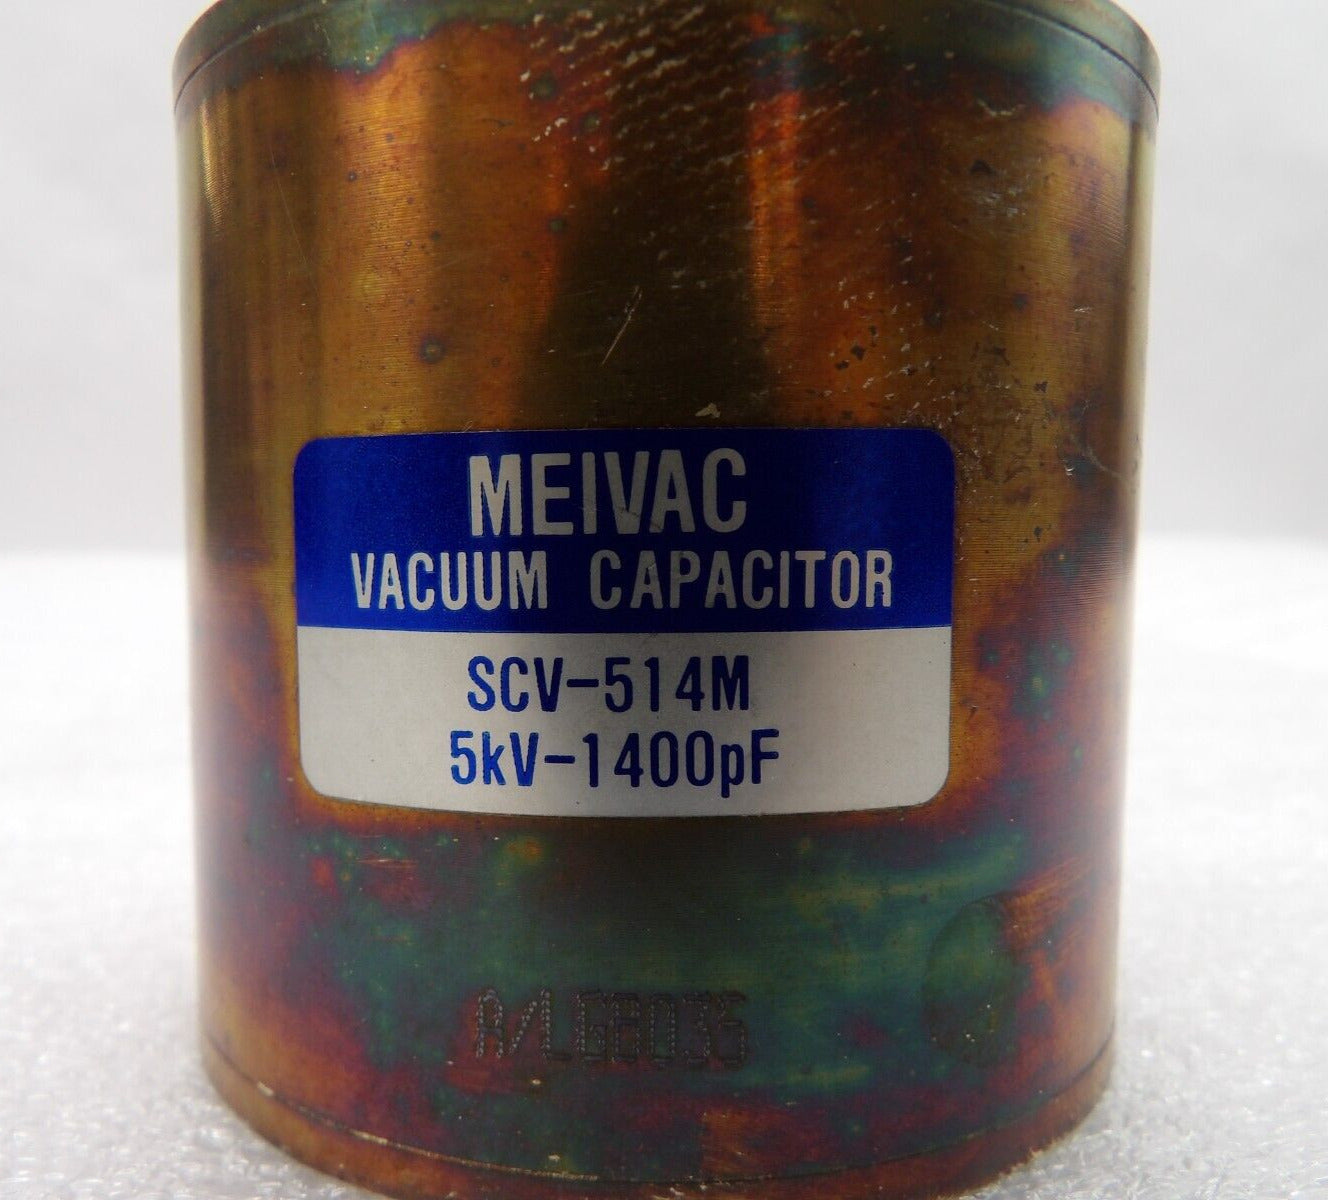 MEIVAC
VACUUM CAPACITOR
SCV-514M
5kV-1400pF